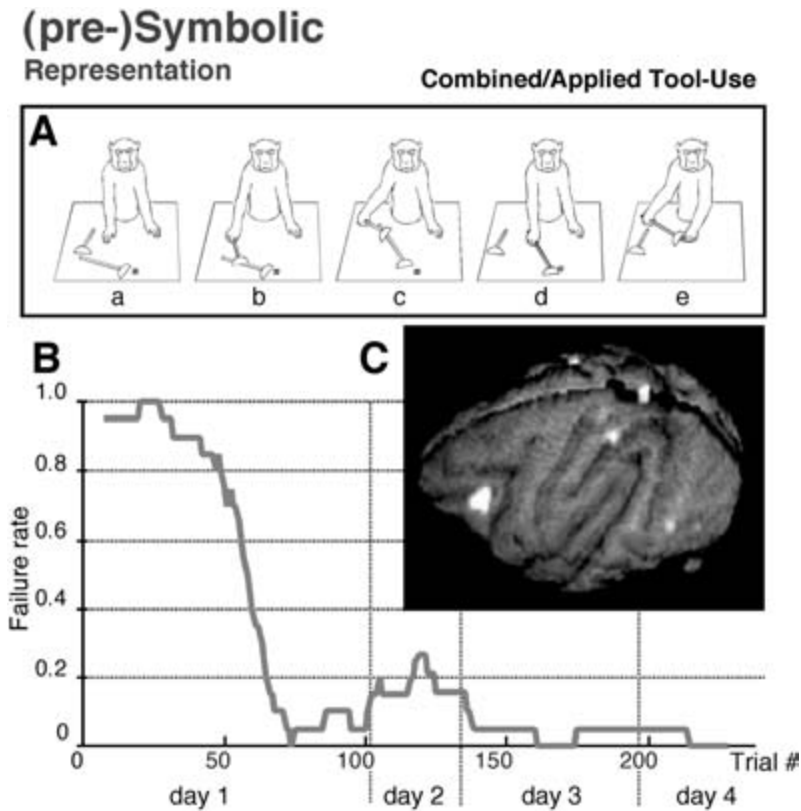 (pre-)Symbolic
Representation
Combined/Applied Tool-Use
A
a b c d e
B
C
1.0
0.8
0.6
0.4
0.2
0
Failure rate
0 50 100 150 200 Trial #
day 1 day 2 day 3 day 4